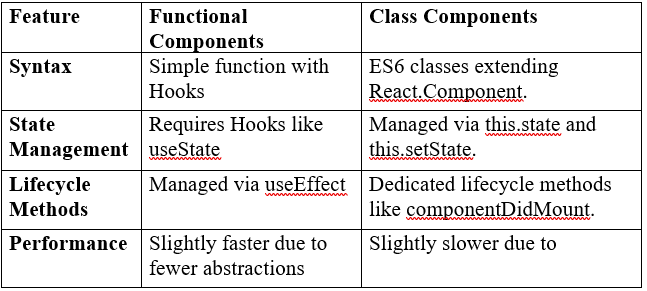 Feature Functional Class Components
Components
Syntax Simple function with ES6 classes extending
Hooks React.Component.
State Requires Hooks like Managed via this.state and
Management useState this.setState.
Lifecycle Managed via useEffect Dedicated lifecycle methods
Methods like componentDidMount.
Performance Slightly faster due to Slightly slower due to
fewer abstractions